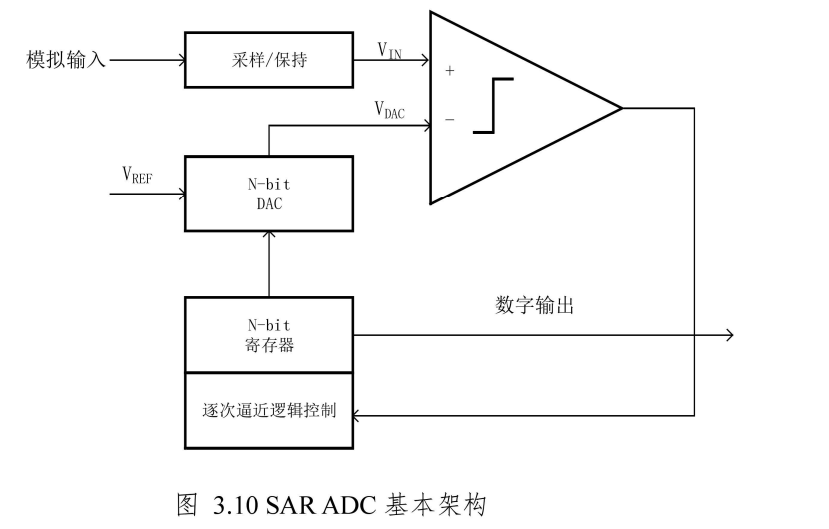 模拟输入
采样/保持
V_IN
+
V_DAC
-
V_REF
N-bit
DAC
N-bit
寄存器
数字输出
逐次逼近逻辑控制
图 3.10 SAR ADC 基本架构